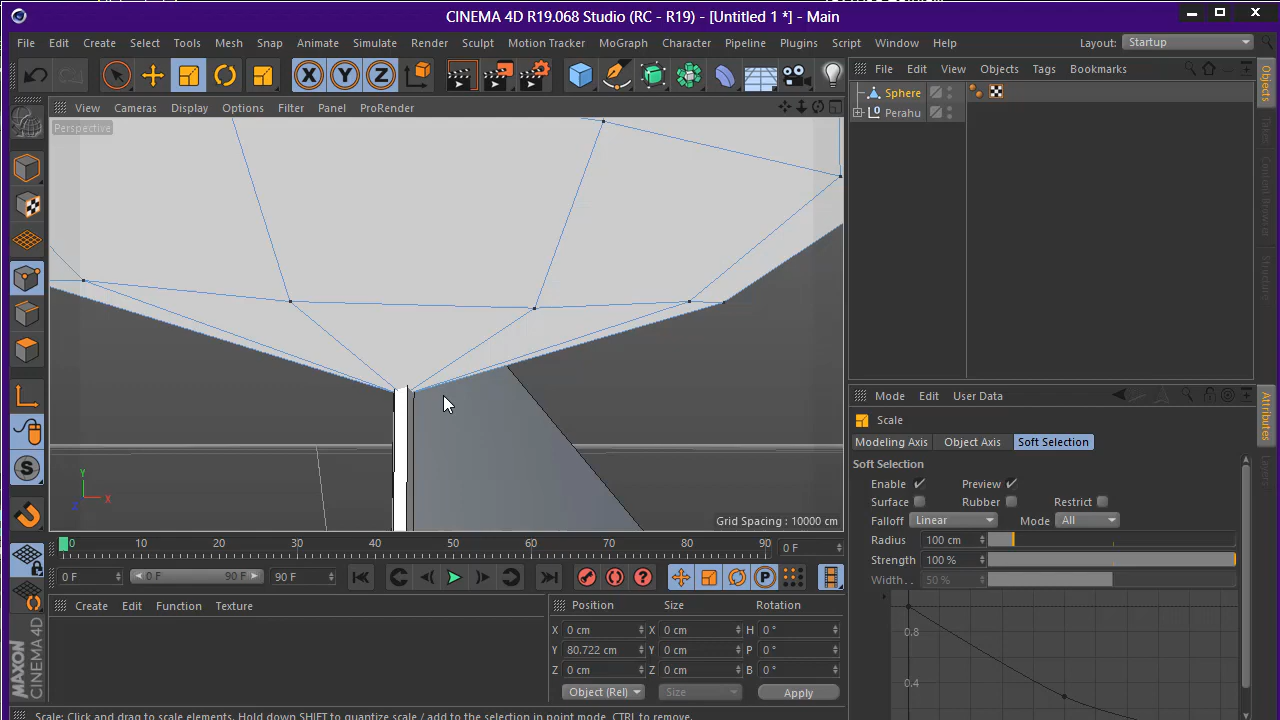 CINEMA 4D R19.068 Studio (RC - R19) - [Untitled 1 *] - Main
File Edit Create Select Tools Mesh Snap Animate Simulate Render Sculpt Motion Tracker MoGraph Character Pipeline Plugins Script Window Help Layout: Startup
X Y Z
File Edit View Objects Tags Bookmarks
View Cameras Display Options Filter Panel ProRender
Perspective
Sphere
Perahu
Objects
Takes
Content Browser
Structure
Y
X
Z
Grid Spacing : 10000 cm
Mode Edit User Data
Scale
Modeling Axis Object Axis Soft Selection
Soft Selection
Enable Preview
Surface Rubber Restrict
Falloff Linear Mode All
Radius 100 cm
Strength 100 %
Width . . 50 %
0.8
0.4
Attributes
Layers
0 10 20 30 40 50 60 70 80 90 0 F
0 F 0 F 90 F 90 F
Create Edit Function Texture
Position Size Rotation
X 0 cm X 0 cm H 0 °
Y 80.722 cm Y 0 cm P 0 °
Z 0 cm Z 0 cm B 0 °
Object (Rel) Size Apply
MAXON
CINEMA 4D
Scale: Click and drag to scale elements. Hold down SHIFT to quantize scale / add to the selection in point mode, CTRL to remove.